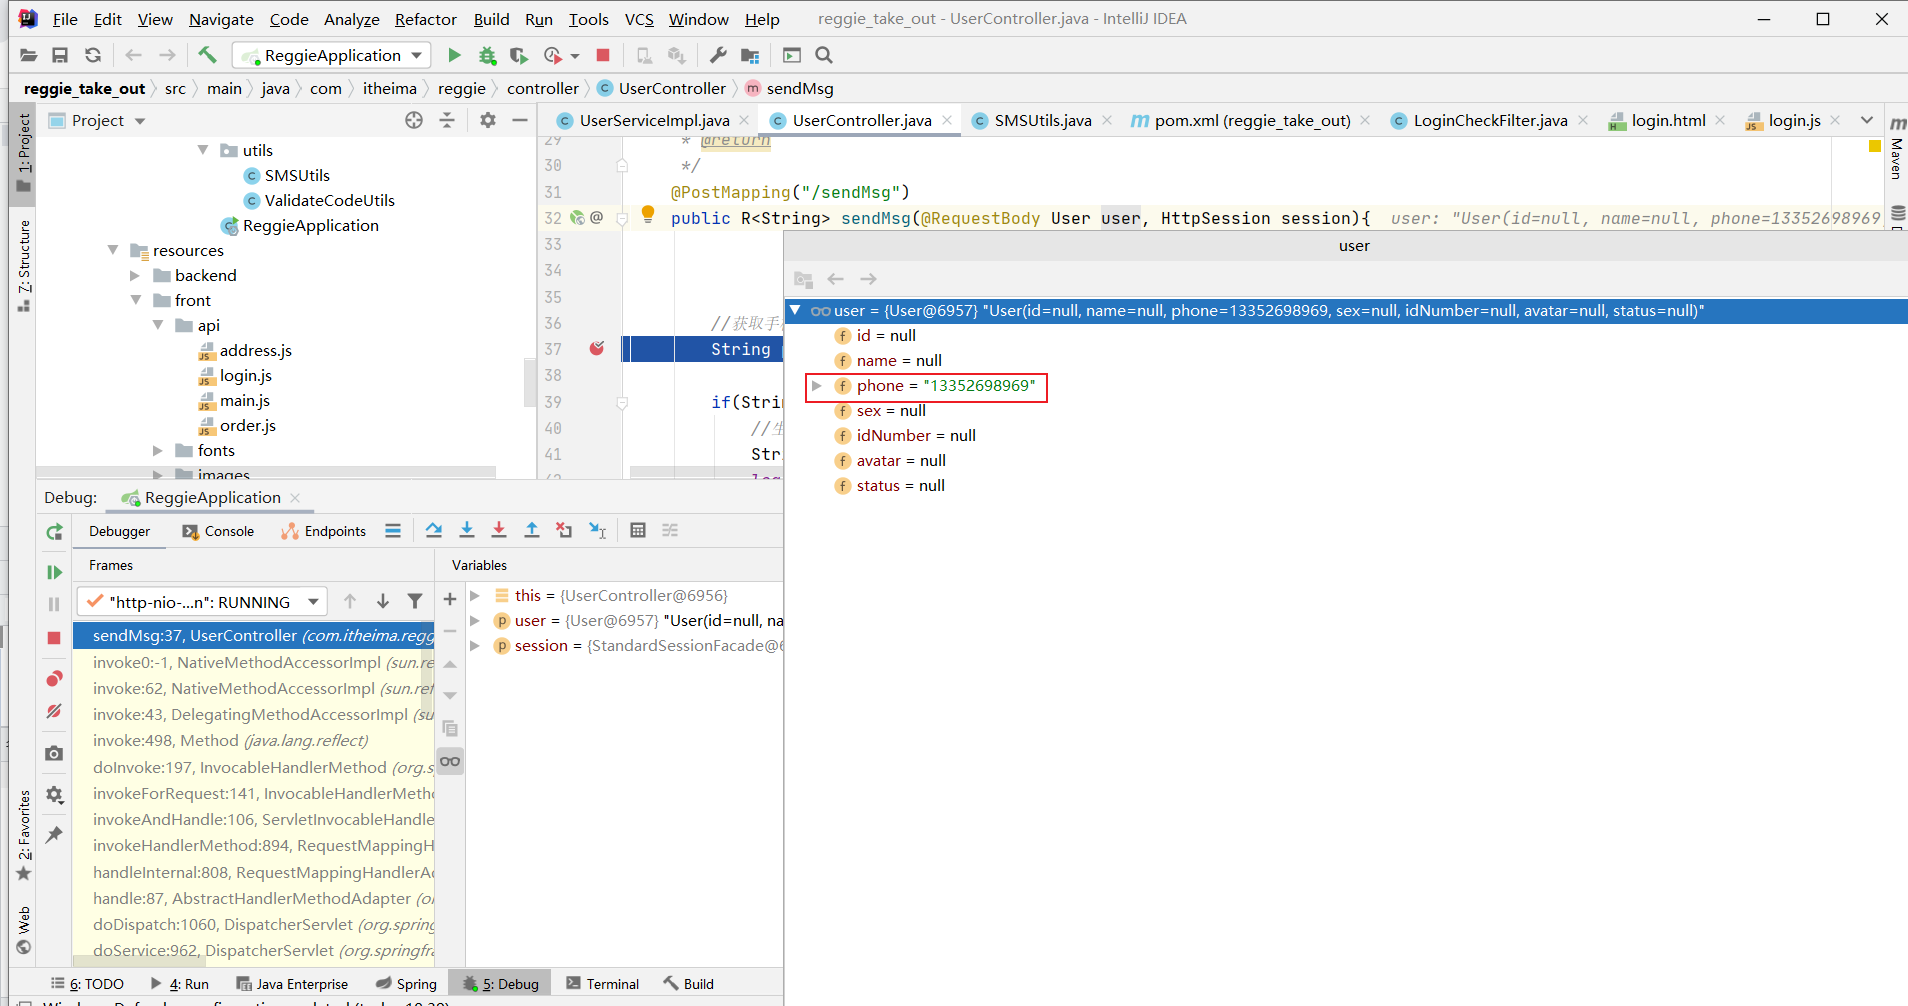 File Edit View Navigate Code Analyze Refactor Build Run Tools VCS Window Help reggie_take_out - UserController.java - IntelliJ IDEA
ReggieApplication
reggie_take_out src main java com itheima reggie controller UserController sendMsg
1: Project
7: Structure
2: Favorites
Web
Project
utils
SMSUtils
ValidateCodeUtils
ReggieApplication
resources
backend
front
api
address.js
login.js
main.js
order.js
fonts
images
UserServiceImpl.java UserController.java SMSUtils.java pom.xml (reggie_take_out) LoginCheckFilter.java login.html login.js
Maven
29 * @return
30 */
31 @PostMapping("/sendMsg")
32 public R<String> sendMsg(@RequestBody User user, HttpSession session){ user: "User(id=null, name=null, phone=13352698969,
33
34
35
36 //获取手
37 String
38
39 if(Strin
40 //生
41 Stri
42 log
user
user = {User@6957} "User(id=null, name=null, phone=13352698969, sex=null, idNumber=null, avatar=null, status=null)"
id = null
name = null
phone = "13352698969"
sex = null
idNumber = null
avatar = null
status = null
Debug: ReggieApplication
Debugger Console Endpoints
Frames
"http-nio-...n": RUNNING
sendMsg:37, UserController (com.itheima.regg
invoke0:-1, NativeMethodAccessorImpl (sun.re
invoke:62, NativeMethodAccessorImpl (sun.ref
invoke:43, DelegatingMethodAccessorImpl (su
invoke:498, Method (java.lang.reflect)
doInvoke:197, InvocableHandlerMethod (org.s
invokeForRequest:141, InvocableHandlerMetho
invokeAndHandle:106, ServletInvocableHandle
invokeHandlerMethod:894, RequestMappingH
handleInternal:808, RequestMappingHandlerAd
handle:87, AbstractHandlerMethodAdapter (or
doDispatch:1060, DispatcherServlet (org.spring
doService:962, DispatcherServlet (org.springfra
Variables
this = {UserController@6956}
user = {User@6957} "User(id=null, na
session = {StandardSessionFacade@6
6: TODO 4: Run Java Enterprise Spring 5: Debug Terminal Build